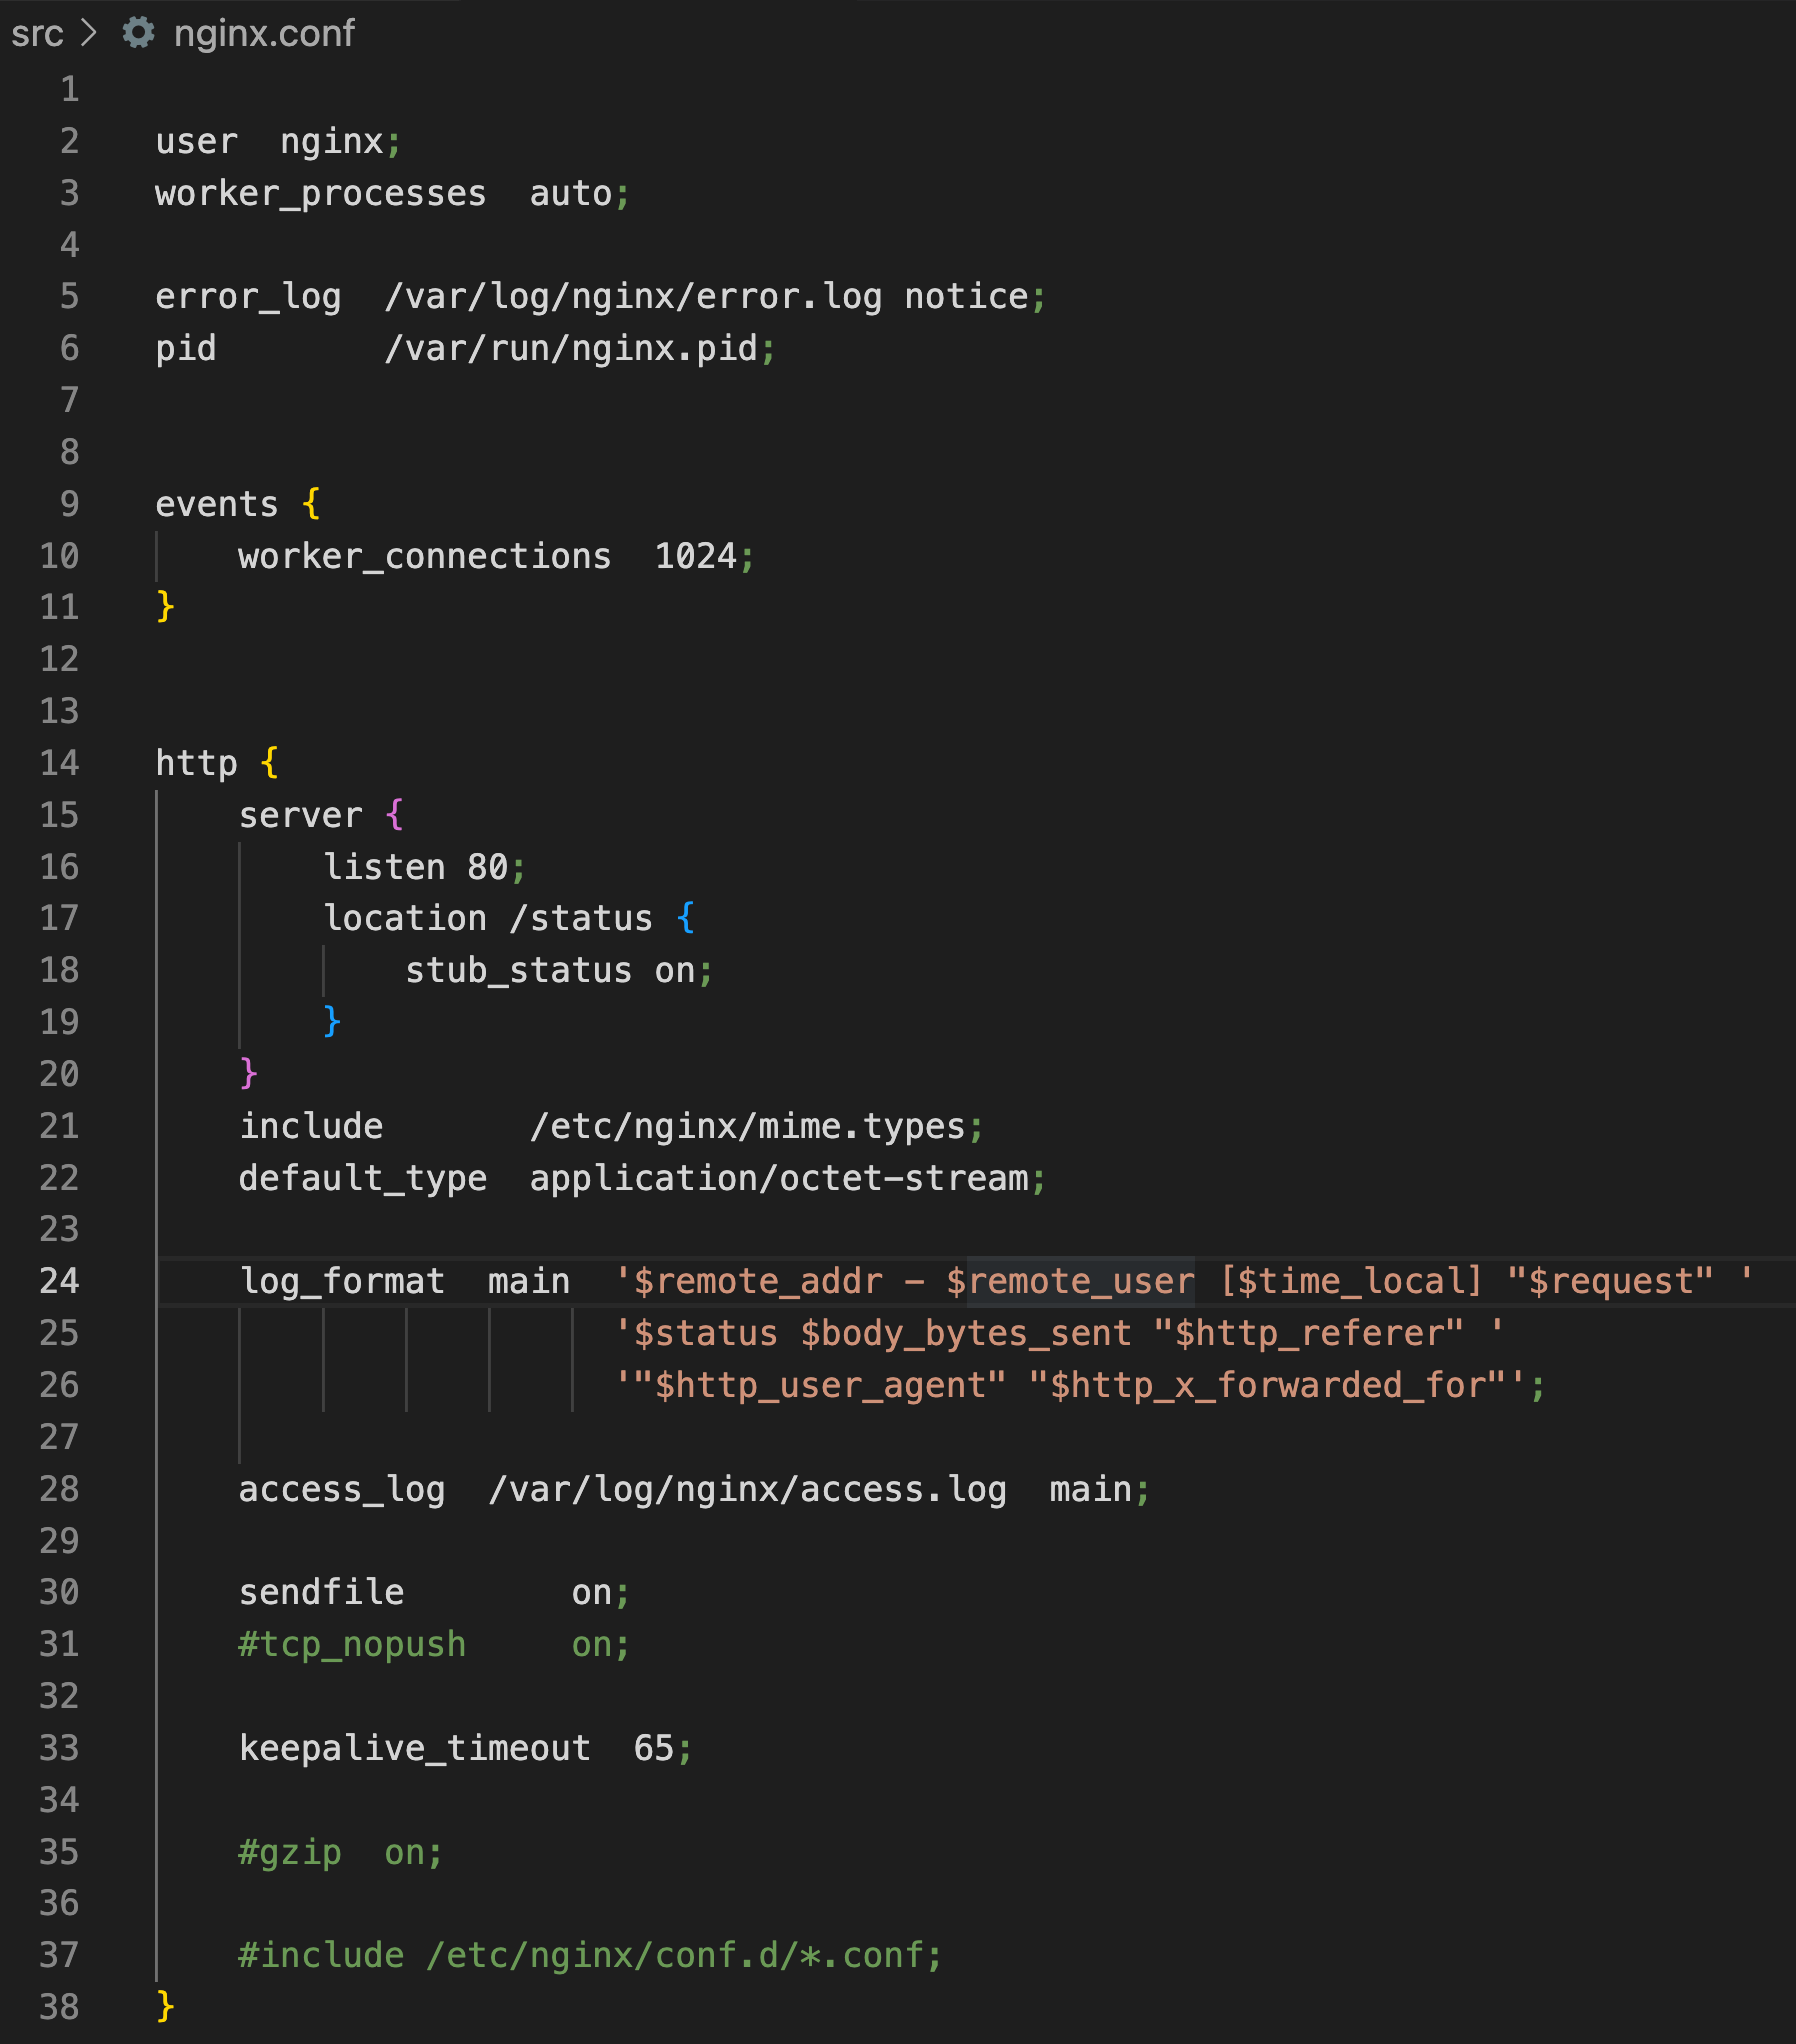 src > nginx.conf
1
2 user  nginx;
3 worker_processes  auto;
4
5 error_log  /var/log/nginx/error.log notice;
6 pid        /var/run/nginx.pid;
7
8
9 events {
10     worker_connections  1024;
11 }
12
13
14 http {
15     server {
16         listen 80;
17         location /status {
18             stub_status on;
19         }
20     }
21     include       /etc/nginx/mime.types;
22     default_type  application/octet-stream;
23
24     log_format  main  '$remote_addr - $remote_user [$time_local] "$request" '
25                       '$status $body_bytes_sent "$http_referer" '
26                       '"$http_user_agent" "$http_x_forwarded_for"';
27
28     access_log  /var/log/nginx/access.log  main;
29
30     sendfile        on;
31     #tcp_nopush     on;
32
33     keepalive_timeout  65;
34
35     #gzip  on;
36
37     #include /etc/nginx/conf.d/*.conf;
38 }